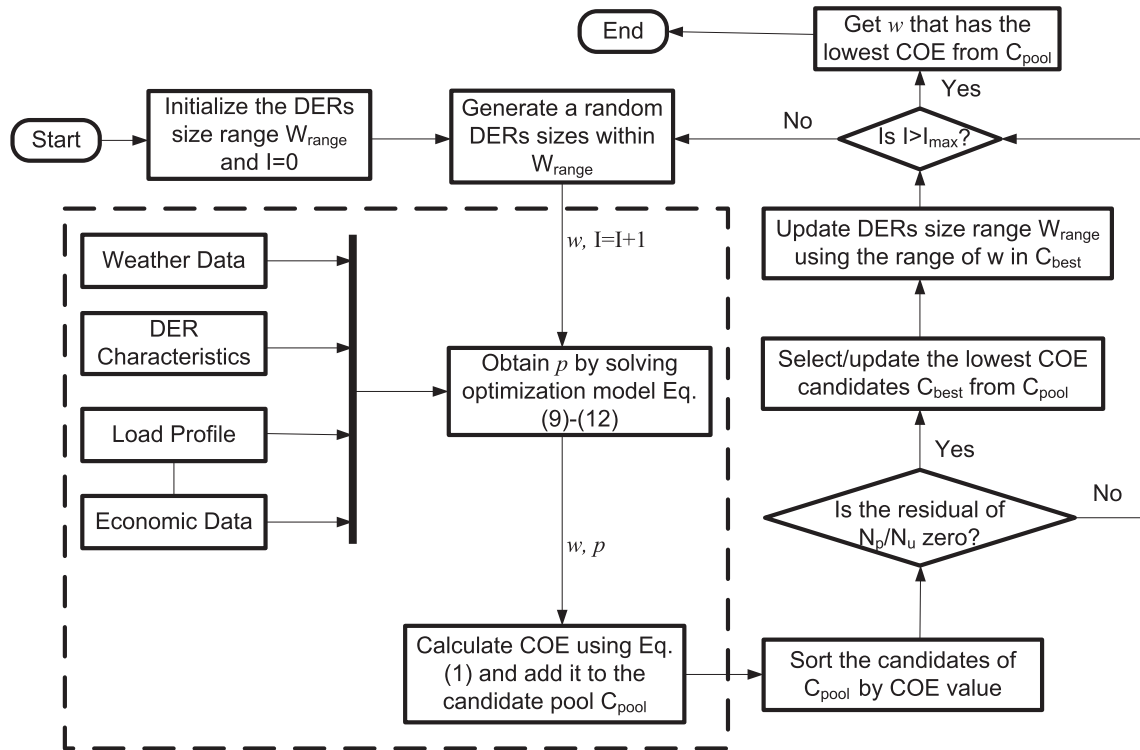 Start
Initialize the DERs
size range Wrange
and I=0
Generate a random
DERs sizes within
Wrange
w, I=I+1
Weather Data
DER
Characteristics
Load Profile
Economic Data
Obtain p by solving
optimization model Eq.
(9)-(12)
w, p
Calculate COE using Eq.
(1) and add it to the
candidate pool Cpool
Sort the candidates of
Cpool by COE value
Is the residual of
Np/Nu zero?
No
Yes
Select/update the lowest COE
candidates Cbest from Cpool
Update DERs size range Wrange
using the range of w in Cbest
Is I>Imax?
No
Yes
Get w that has the
lowest COE from Cpool
End